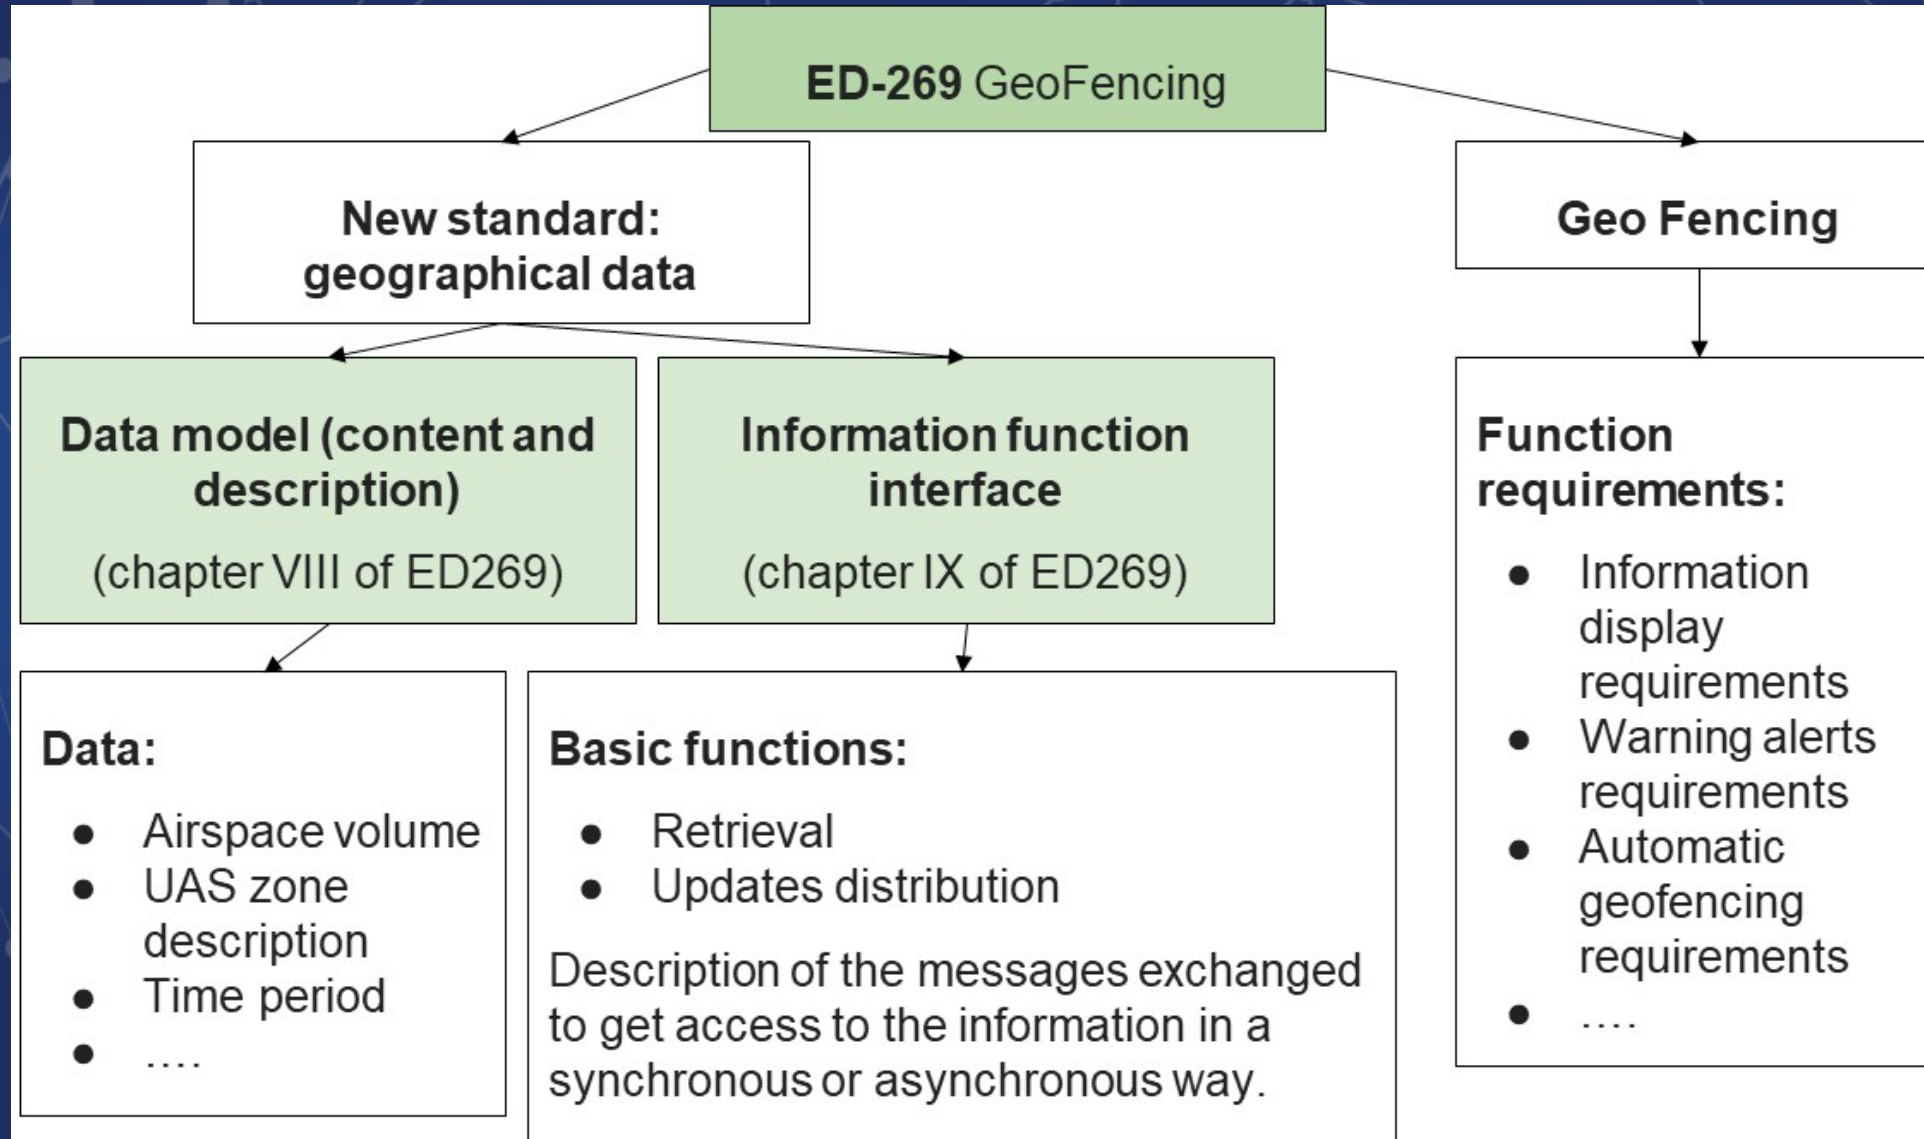 ED-269 GeoFencing
New standard:
geographical data
Geo Fencing
Data model (content and
description)
(chapter VIII of ED269)
Information function
interface
(chapter IX of ED269)
Function
requirements:
● Information
display
requirements
● Warning alerts
requirements
● Automatic
geofencing
requirements
● ....
Data:
● Airspace volume
● UAS zone
description
● Time period
● ....
Basic functions:
● Retrieval
● Updates distribution
Description of the messages exchanged
to get access to the information in a
synchronous or asynchronous way.